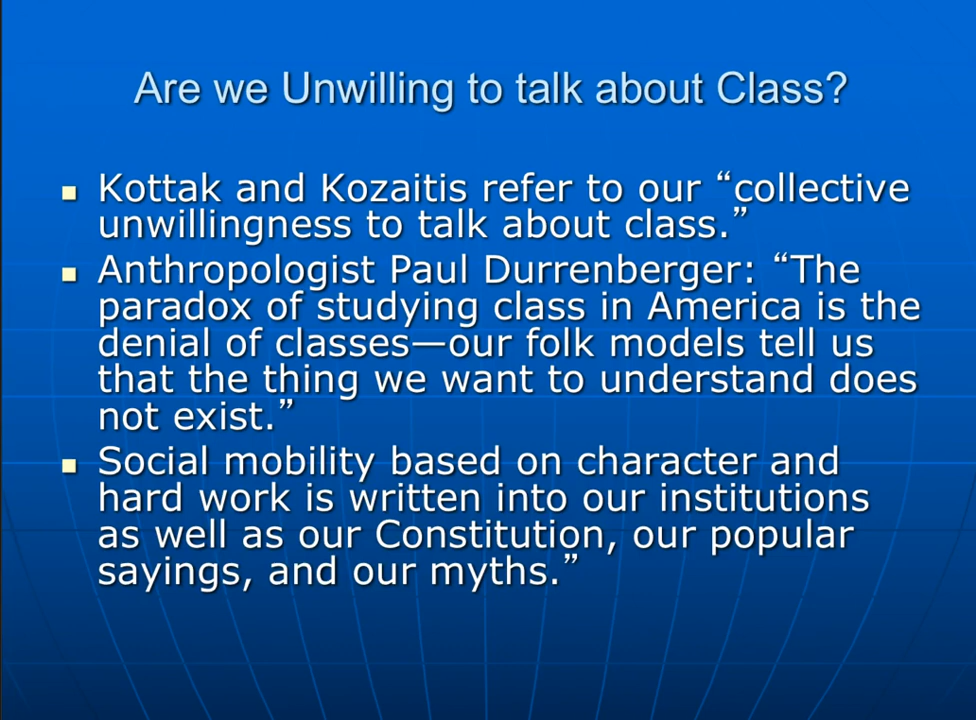 Are we Unwilling to talk about Class?
Kottak and Kozaitis refer to our “collective
unwillingness to talk about class.”
Anthropologist Paul Durrenberger: “The
paradox of studying class in America is the
denial of classes—our folk models tell us
that the thing we want to understand does
not exist.”
Social mobility based on character and
hard work is written into our institutions
as well as our Constitution, our popular
sayings, and our myths.”